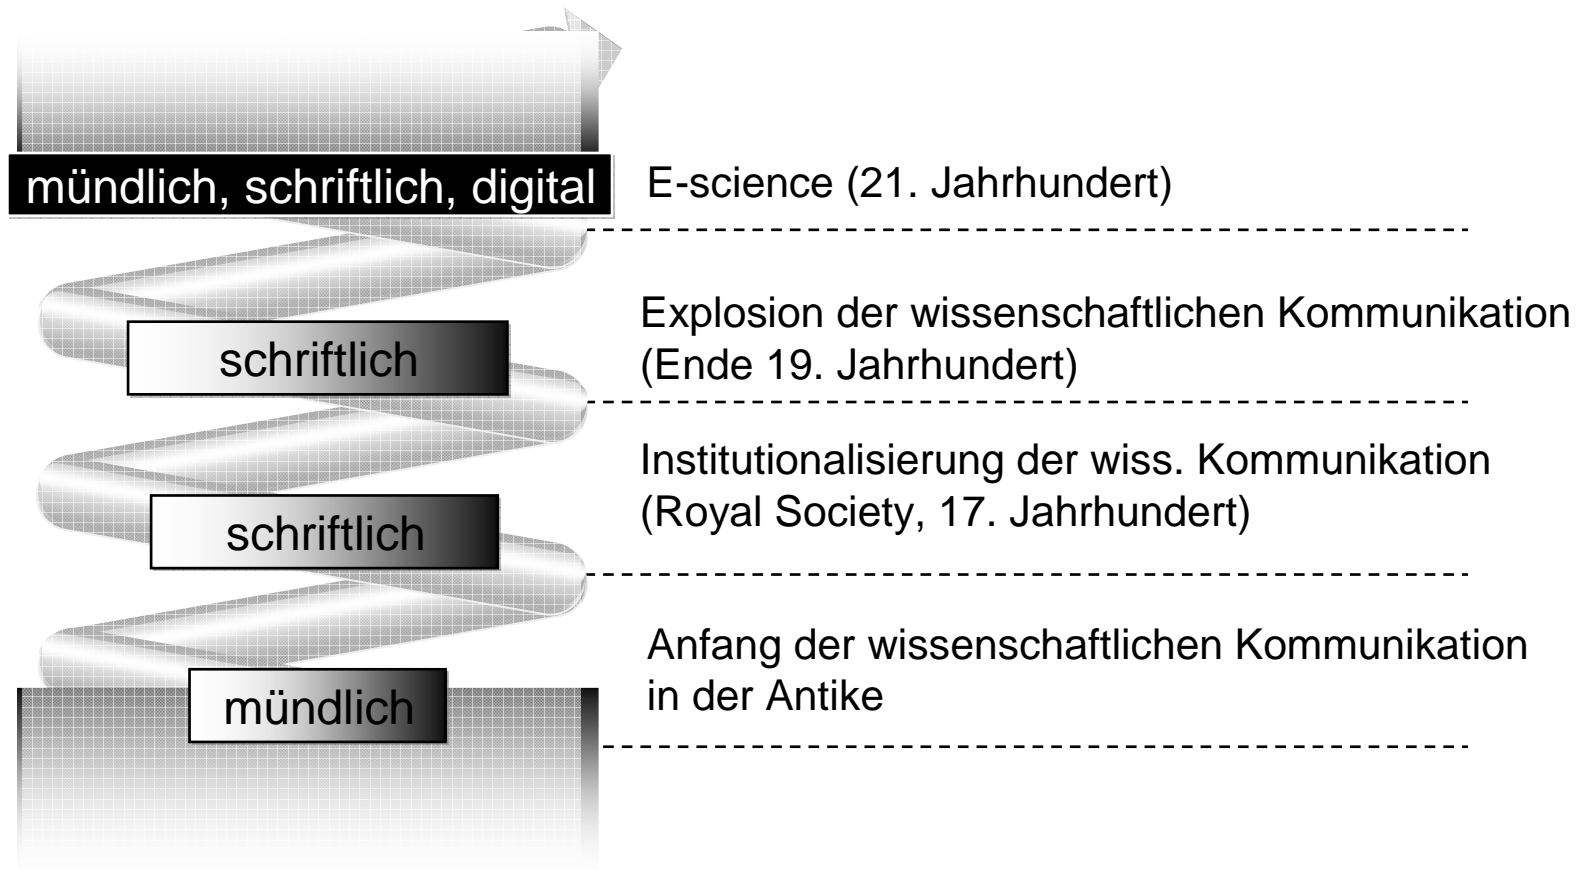 mündlich, schriftlich, digital
E-science (21. Jahrhundert)
schriftlich
Explosion der wissenschaftlichen Kommunikation
(Ende 19. Jahrhundert)
schriftlich
Institutionalisierung der wiss. Kommunikation
(Royal Society, 17. Jahrhundert)
mündlich
Anfang der wissenschaftlichen Kommunikation
in der Antike